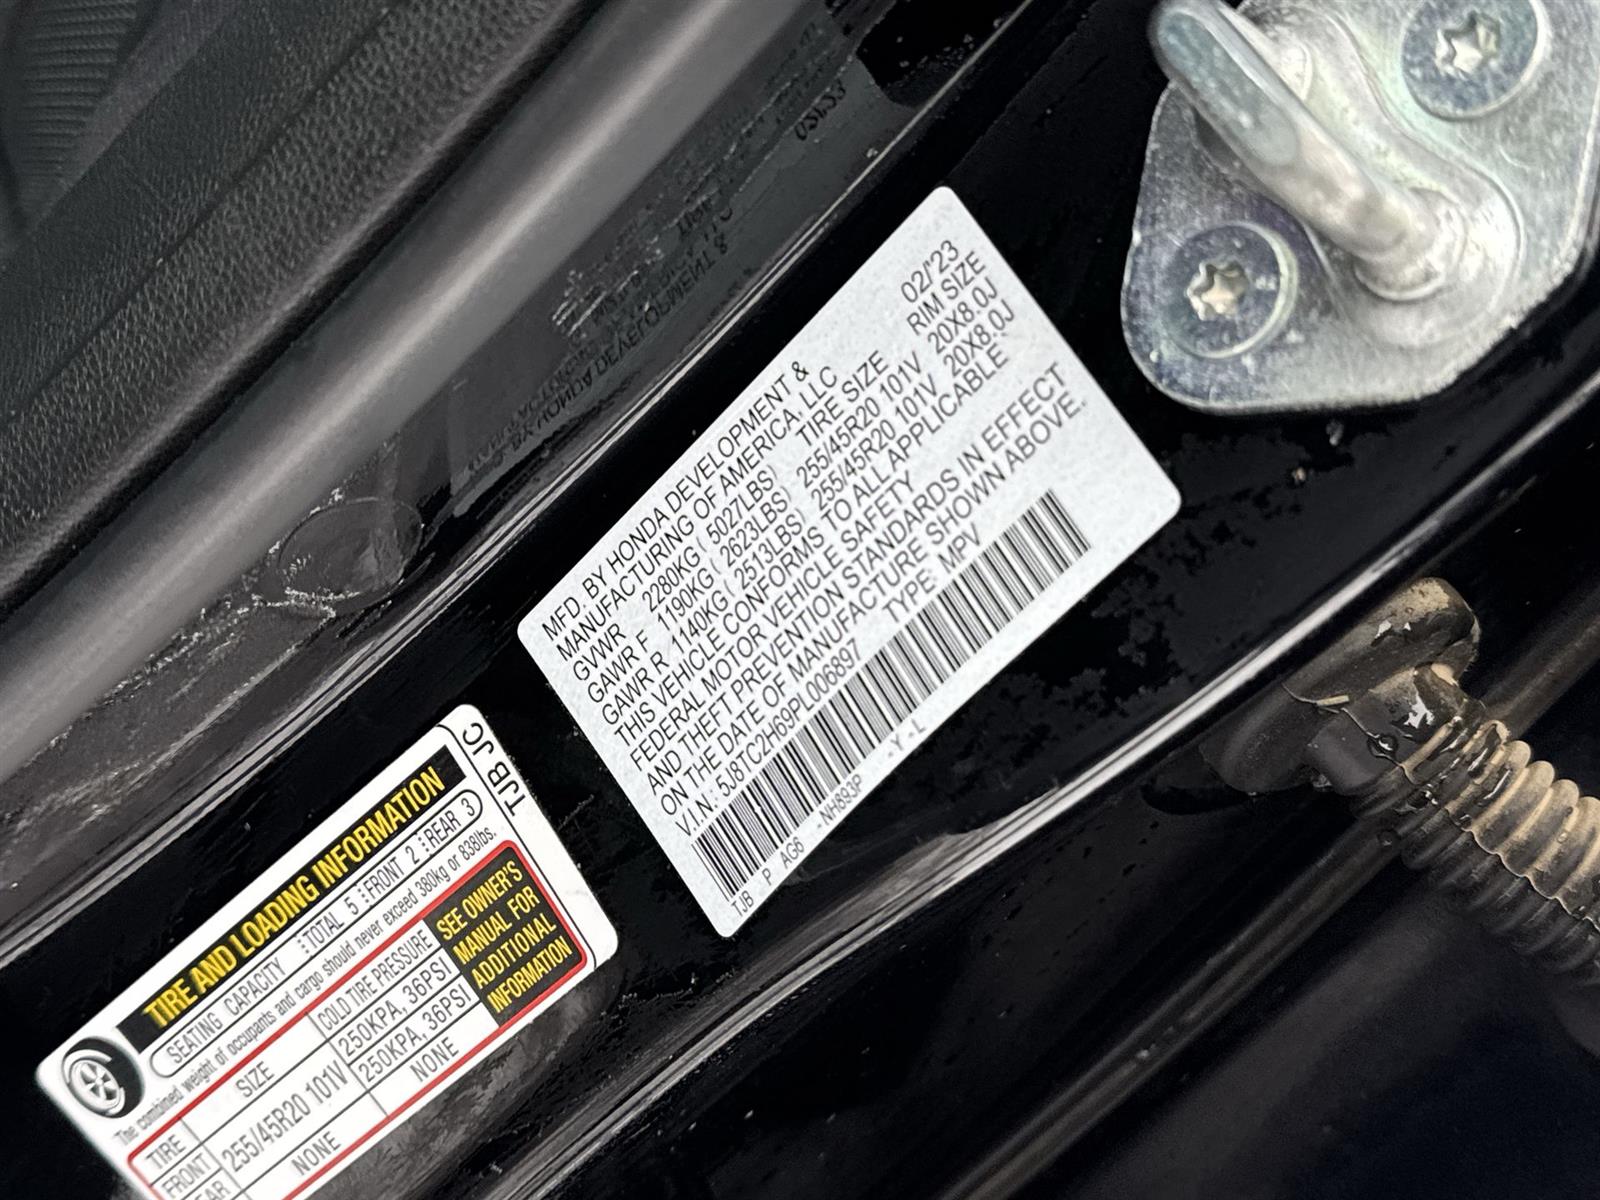 MFD. BY HONDA DEVELOPMENT &
MANUFACTURING OF AMERICA, LLC 02/'23
GVWR 2280KG ( 5027LBS) TIRE SIZE RIM SIZE
GAWR F 1190KG ( 2623LBS) 255/45R20 101V 20X8.0J
GAWR R 1140KG ( 2513LBS) 255/45R20 101V 20X8.0J
THIS VEHICLE CONFORMS TO ALL APPLICABLE
FEDERAL MOTOR VEHICLE SAFETY
AND THEFT PREVENTION STANDARDS IN EFFECT
ON THE DATE OF MANUFACTURE SHOWN ABOVE.
V.I.N.: 5J8TC2H69PL006897 TYPE: MPV
TJB P AG6 -NH893P -Y -L
TIRE AND LOADING INFORMATION
TJB JC
SEATING CAPACITY TOTAL 5 FRONT 2 REAR 3
The combined weight of occupants and cargo should never exceed 380kg or 838lbs.
TIRE SIZE COLD TIRE PRESSURE
FRONT 255/45R20 101V 250KPA, 36PSI
250KPA, 36PSI
NONE NONE
SEE OWNER'S
MANUAL FOR
ADDITIONAL
INFORMATION